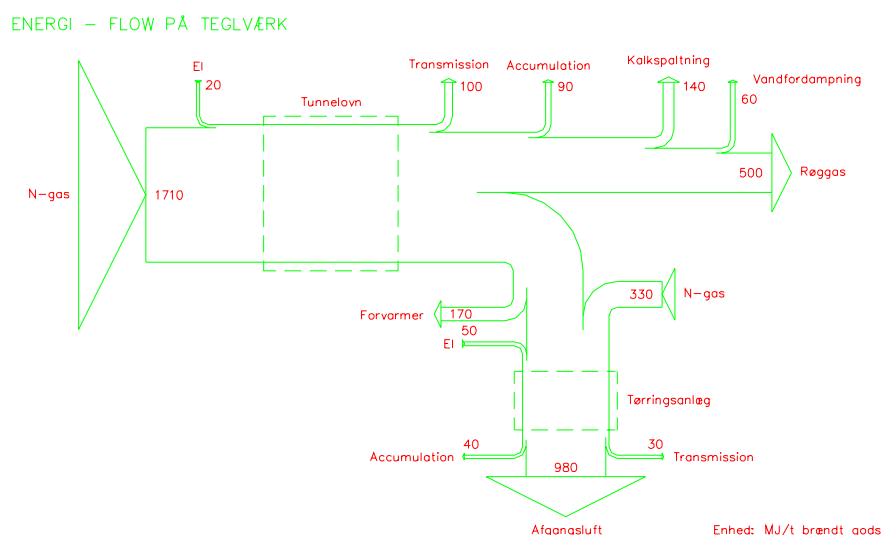 ENERGI – FLOW PÅ TEGLVÆRK
El
20
Transmission
100
Accumulation
90
Kalkspaltning
140
Vandfordampning
60
Tunnelovn
N-gas
1710
500
Røggas
330
N-gas
Forvarmer
170
50
El
Tørringsanlæg
40
Accumulation
30
Transmission
980
Afgangsluft
Enhed: MJ/t brændt gods